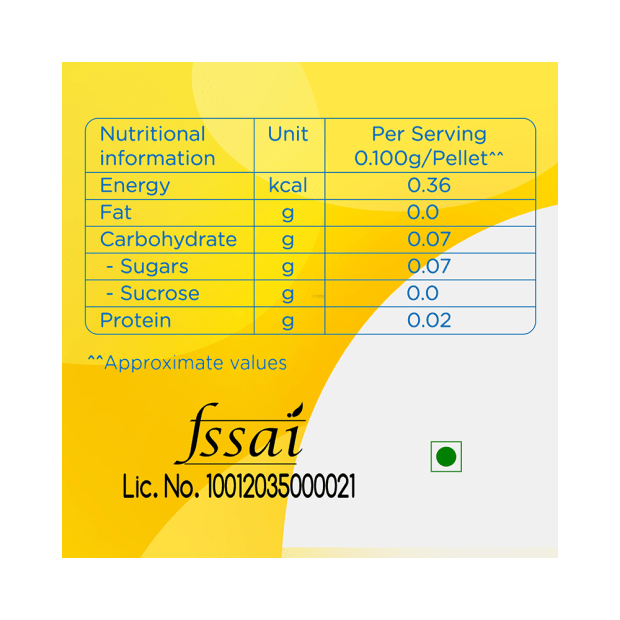 Nutritional information Unit Per Serving 0.100g/Pellet^^
Energy kcal 0.36
Fat g 0.0
Carbohydrate g 0.07
- Sugars g 0.07
- Sucrose g 0.0
Protein g 0.02
^^Approximate values
fssai
Lic. No. 10012035000021